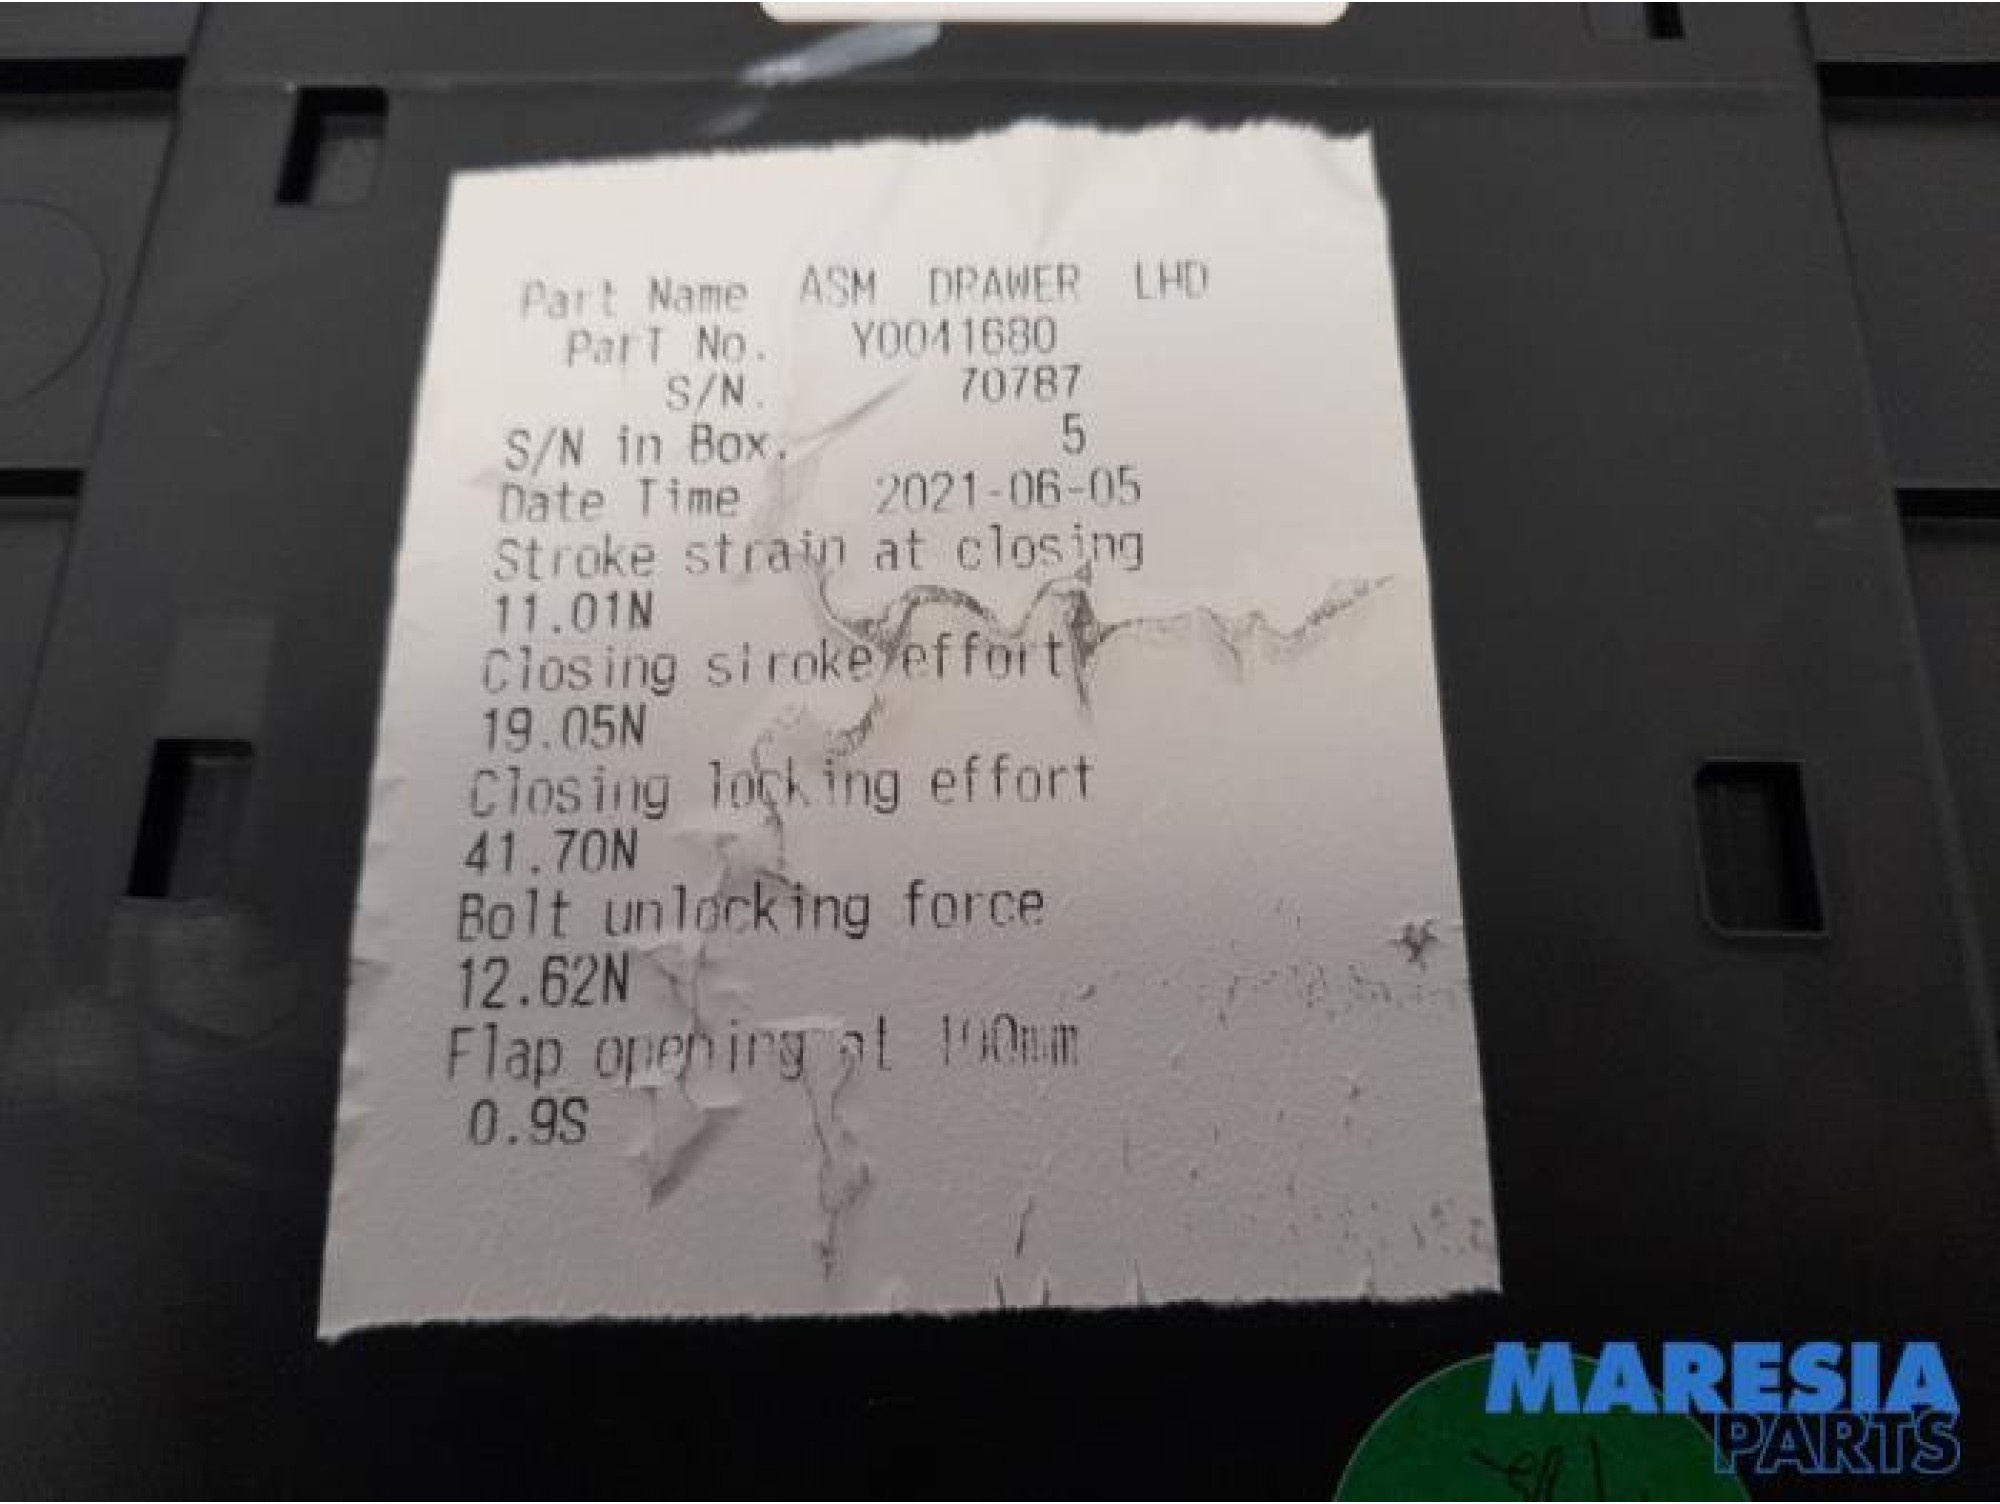 Part Name ASM DRAWER LHD
Part No. Y0041680
S/N. 70787
S/N in Box. 5
Date Time 2021-06-05
Stroke strain at closing
11.01N
Closing stroke effort
19.05N
Closing locking effort
41.70N
Bolt unlocking force
12.62N
Flap opening at 100mm
0.9S
MARESIA
PARTS